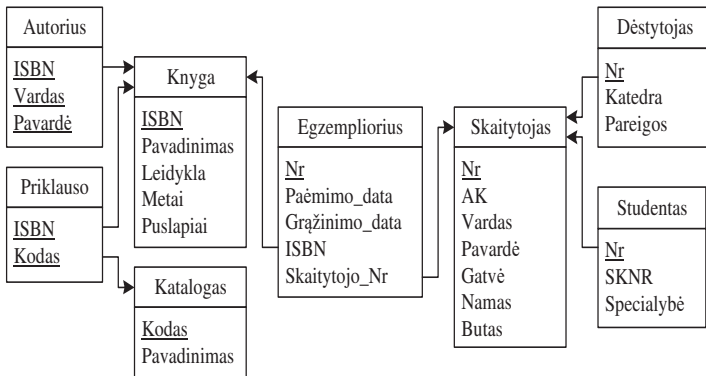 Autorius
ISBN
Vardas
Pavardė
Priklauso
ISBN
Kodas
Knyga
ISBN
Pavadinimas
Leidykla
Metai
Puslapiai
Katalogas
Kodas
Pavadinimas
Egzempliorius
Nr
Paėmimo_data
Grąžinimo_data
ISBN
Skaitytojo_Nr
Skaitytojas
Nr
AK
Vardas
Pavardė
Gatvė
Namas
Butas
Dėstytojas
Nr
Katedra
Pareigos
Studentas
Nr
SKNR
Specialybė